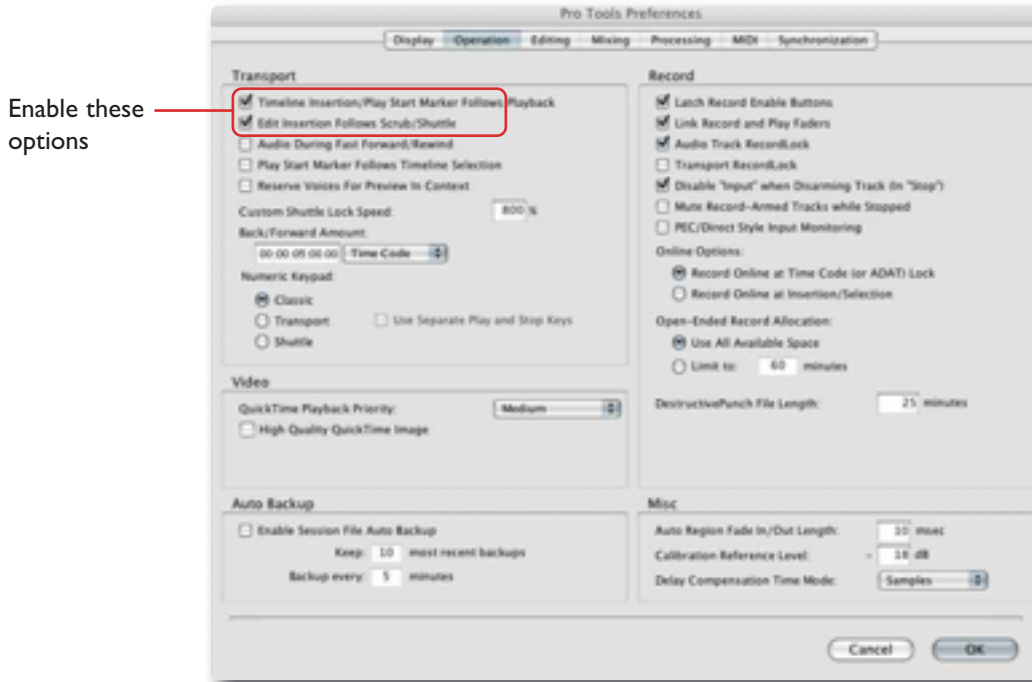 Pro Tools Preferences
Display Operation Editing Mixing Processing MIDI Synchronization
Enable these
options
Transport
Timeline Insertion/Play Start Marker Follows Playback
Edit Insertion Follows Scrub/Shuttle
Audio During Fast Forward/Rewind
Play Start Marker Follows Timeline Selection
Reserve Voices For Preview In Context
Custom Shuttle Lock Speed: 800 %
Back/Forward Amount:
00:00:05:00.00 Time Code
Numeric Keypad:
Classic
Transport Use Separate Play and Stop Keys
Shuttle
Video
QuickTime Playback Priority: Medium
High Quality QuickTime Image
Auto Backup
Enable Session File Auto Backup
Keep: 10 most recent backups
Backup every: 5 minutes
Record
Latch Record Enable Buttons
Link Record and Play Faders
Audio Track RecordLock
Transport RecordLock
Disable "Input" when Disarming Track (In "Stop")
Mute Record-Armed Tracks while Stopped
PEC/Direct Style Input Monitoring
Online Options:
Record Online at Time Code (or ADAT) Lock
Record Online at Insertion/Selection
Open-Ended Record Allocation:
Use All Available Space
Limit to: 60 minutes
DestructivePunch File Length: 25 minutes
Misc
Auto Region Fade In/Out Length: 10 msec
Calibration Reference Level: - 18 dB
Delay Compensation Time Mode: Samples
Cancel OK